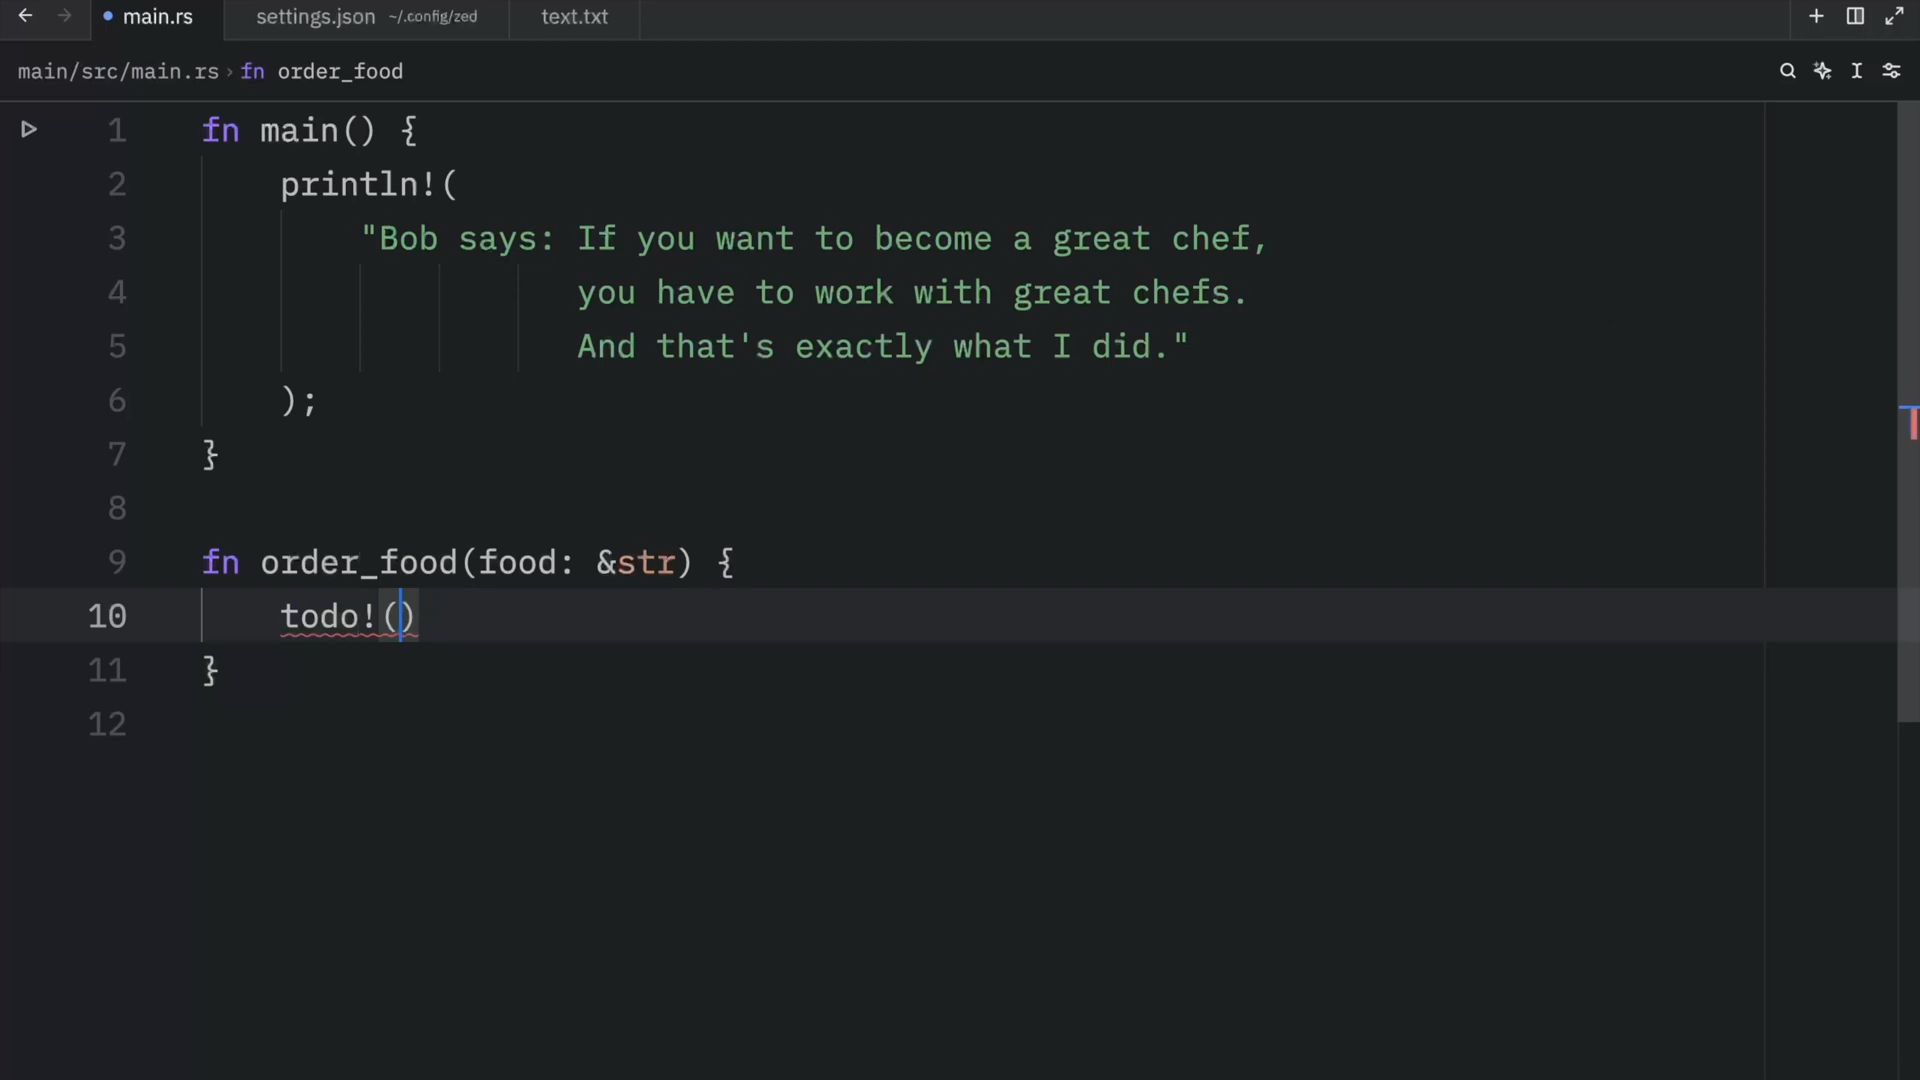 main.rs settings.json ~/.config/zed text.txt
main/src/main.rs › fn order_food
1 fn main() {
2 println!(
3 "Bob says: If you want to become a great chef,
4 you have to work with great chefs.
5 And that's exactly what I did."
6 );
7 }
8
9 fn order_food(food: &str) {
10 todo!()
11 }
12